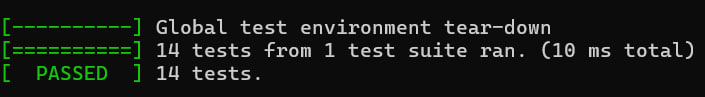 [----------] Global test environment tear-down
[==========] 14 tests from 1 test suite ran. (10 ms total)
[  PASSED  ] 14 tests.